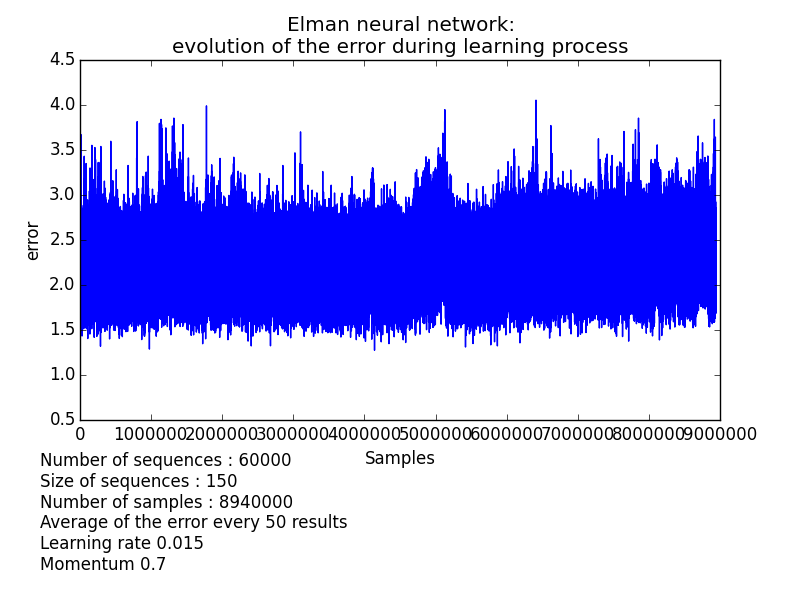 Elman neural network:
evolution of the error during learning process
4.5
4.0
3.5
3.0
2.5
2.0
1.5
1.0
0.5
error
0 1000000 2000000 3000000 4000000 5000000 6000000 7000000 8000000 9000000
Samples
Number of sequences : 60000
Size of sequences : 150
Number of samples : 8940000
Average of the error every 50 results
Learning rate 0.015
Momentum 0.7